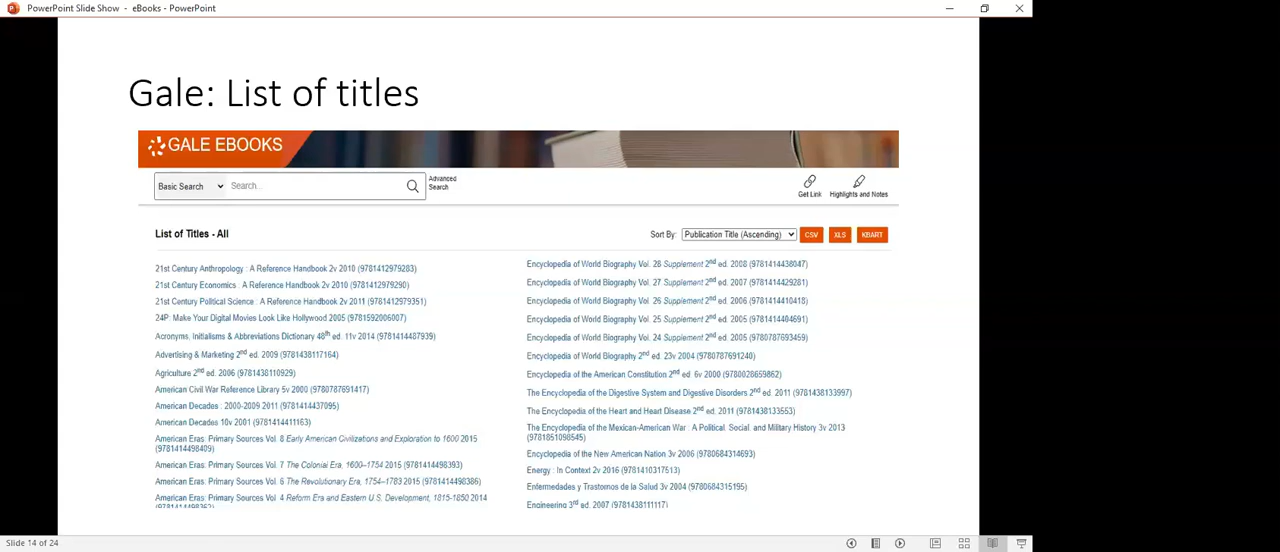 PowerPoint Slide Show - eBooks - PowerPoint
Gale: List of titles
GALE EBOOKS
Basic Search
Search...
Advanced
Search
Get Link
Highlights and Notes
List of Titles - All
Sort By:
Publication Title (Ascending)
CSV
XLS
KBART
21st Century Anthropology : A Reference Handbook 2v 2010 (9781412979283)
21st Century Economics : A Reference Handbook 2v 2010 (9781412979290)
21st Century Political Science : A Reference Handbook 2v 2011 (9781412979351)
24P: Make Your Digital Movies Look Like Hollywood 2005 (9781592006007)
Acronyms, Initialisms & Abbreviations Dictionary 48th ed. 11v 2014 (9781414487939)
Advertising & Marketing 2nd ed. 2009 (9781438117164)
Agriculture 2nd ed. 2006 (9781438110929)
American Civil War Reference Library 5v 2000 (9780787691417)
American Decades : 2000-2009 2011 (9781414437095)
American Decades 10v 2001 (9781414411163)
American Eras: Primary Sources Vol. 8 Early American Civilizations and Exploration to 1600 2015
(9781414498409)
American Eras: Primary Sources Vol. 7 The Colonial Era, 1600–1754 2015 (9781414498393)
American Eras: Primary Sources Vol. 6 The Revolutionary Era, 1754–1783 2015 (9781414498386)
American Eras: Primary Sources Vol. 4 Reform Era and Eastern U.S. Development, 1815-1850 2014
(9781414498362)
Encyclopedia of World Biography Vol. 28 Supplement 2nd ed. 2008 (9781414438047)
Encyclopedia of World Biography Vol. 27 Supplement 2nd ed. 2007 (9781414429281)
Encyclopedia of World Biography Vol. 26 Supplement 2nd ed. 2006 (9781414410418)
Encyclopedia of World Biography Vol. 25 Supplement 2nd ed. 2005 (9781414404691)
Encyclopedia of World Biography Vol. 24 Supplement 2nd ed. 2005 (9780787693459)
Encyclopedia of World Biography 2nd ed. 23v 2004 (9780787691240)
Encyclopedia of the American Constitution 2nd ed. 6v 2000 (9780028659862)
The Encyclopedia of the Digestive System and Digestive Disorders 2nd ed. 2011 (9781438133997)
The Encyclopedia of the Heart and Heart Disease 2nd ed. 2011 (9781438133553)
The Encyclopedia of the Mexican-American War : A Political, Social, and Military History 3v 2013
(9781851098545)
Encyclopedia of the New American Nation 3v 2006 (9780684314693)
Energy : In Context 2v 2016 (9781410317513)
Enfermedades y Trastornos de la Salud 3v 2004 (9780684315195)
Engineering 3rd ed. 2007 (9781438111117)
Slide 14 of 24